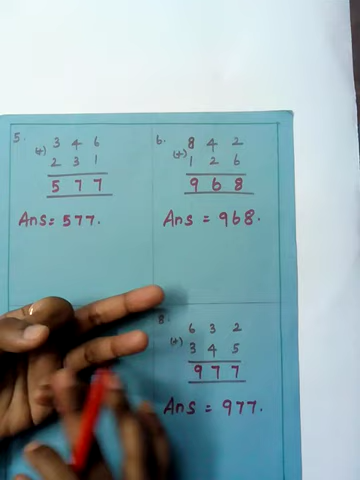 5.
3 4 6
(+) 2 3 1
5 7 7
Ans = 577.
6.
8 4 2
(+) 1 2 6
9 6 8
Ans = 968.
8.
6 3 2
(+) 3 4 5
9 7 7
Ans = 977.